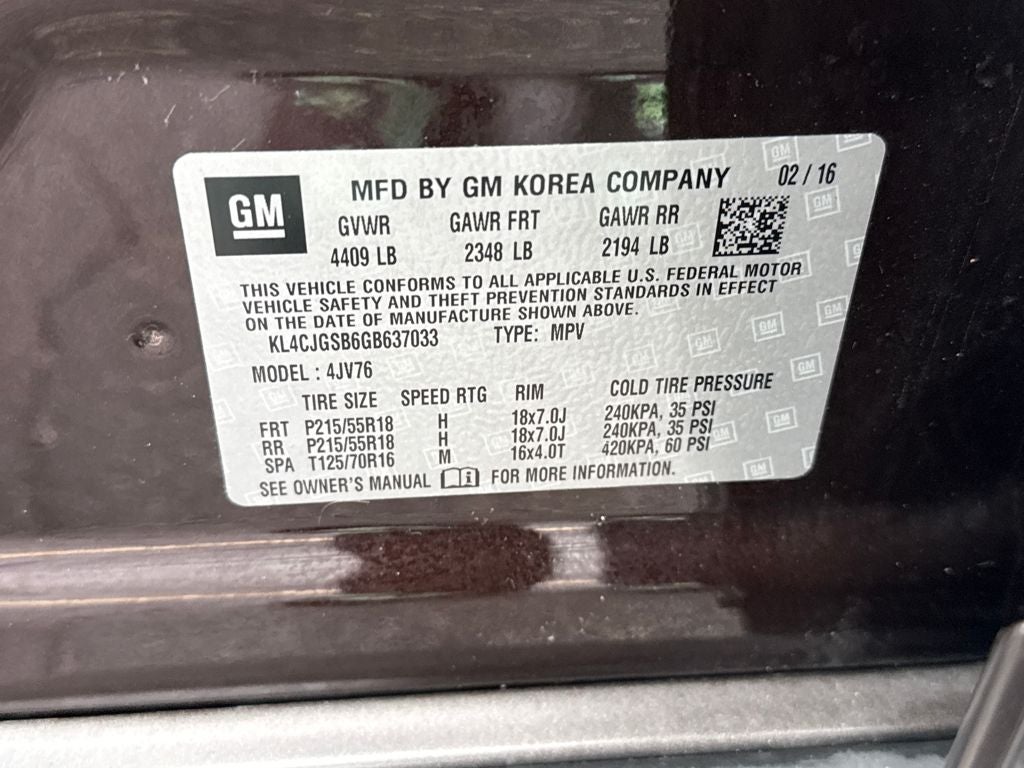 GM
MFD BY GM KOREA COMPANY 02 / 16
GVWR GAWR FRT GAWR RR
4409 LB 2348 LB 2194 LB
THIS VEHICLE CONFORMS TO ALL APPLICABLE U.S. FEDERAL MOTOR
VEHICLE SAFETY AND THEFT PREVENTION STANDARDS IN EFFECT
ON THE DATE OF MANUFACTURE SHOWN ABOVE.
KL4CJGSB6GB637033 TYPE: MPV
MODEL : 4JV76
TIRE SIZE SPEED RTG RIM COLD TIRE PRESSURE
FRT P215/55R18 H 18x7.0J 240KPA, 35 PSI
RR P215/55R18 H 18x7.0J 240KPA, 35 PSI
SPA T125/70R16 M 16x4.0T 420KPA, 60 PSI
SEE OWNER'S MANUAL i FOR MORE INFORMATION.